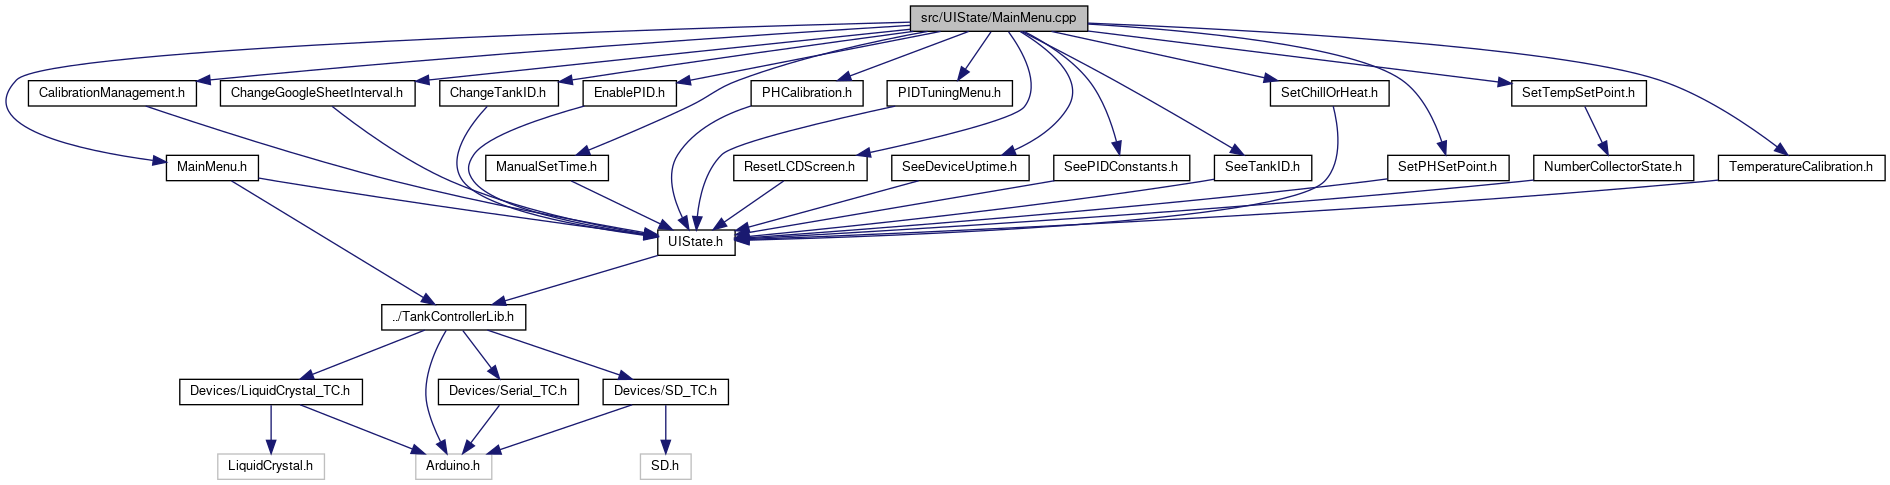 src/UIState/MainMenu.cpp
CalibrationManagement.h
ChangeGoogleSheetInterval.h
ChangeTankID.h
EnablePID.h
PHCalibration.h
PIDTuningMenu.h
SetChillOrHeat.h
SetTempSetPoint.h
MainMenu.h
ManualSetTime.h
ResetLCDScreen.h
SeeDeviceUptime.h
SeePIDConstants.h
SeeTankID.h
SetPHSetPoint.h
NumberCollectorState.h
TemperatureCalibration.h
UIState.h
../TankControllerLib.h
Devices/LiquidCrystal_TC.h
Devices/Serial_TC.h
Devices/SD_TC.h
LiquidCrystal.h
Arduino.h
SD.h